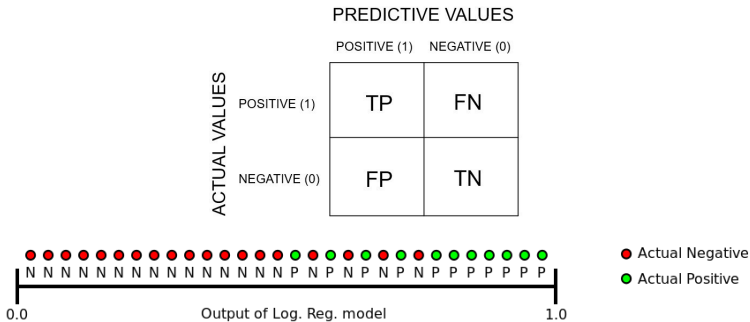 PREDICTIVE VALUES
POSITIVE (1) NEGATIVE (0)
ACTUAL VALUES
POSITIVE (1) TP FN
NEGATIVE (0) FP TN
N N N N N N N N N N N N N N N P N P N P N P N P P P P P P P
Actual Negative
Actual Positive
0.0 Output of Log. Reg. model 1.0